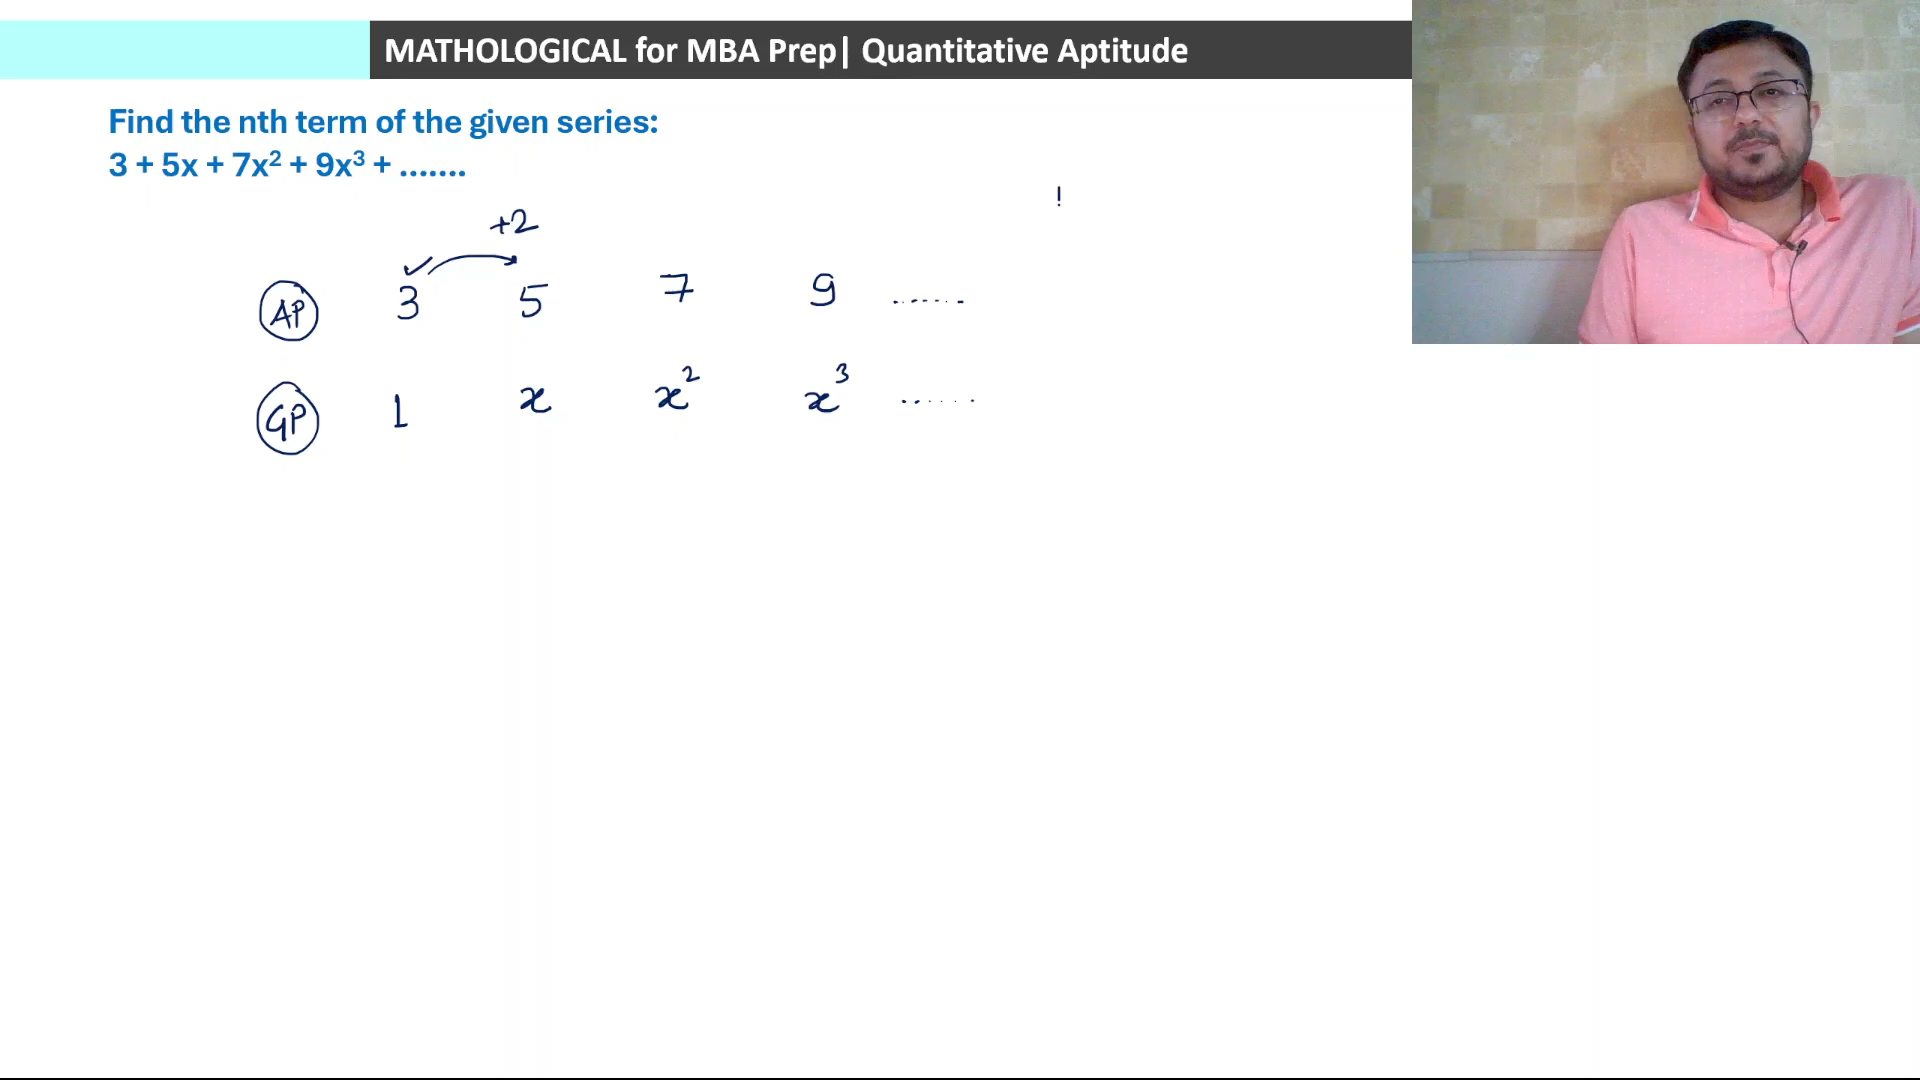 MATHOLOGICAL for MBA Prep| Quantitative Aptitude
Find the nth term of the given series:
3 + 5x + 7x² + 9x³ + .......
!
+2
AP 3 5 7 9 .......
GP 1 x x² x³ ......